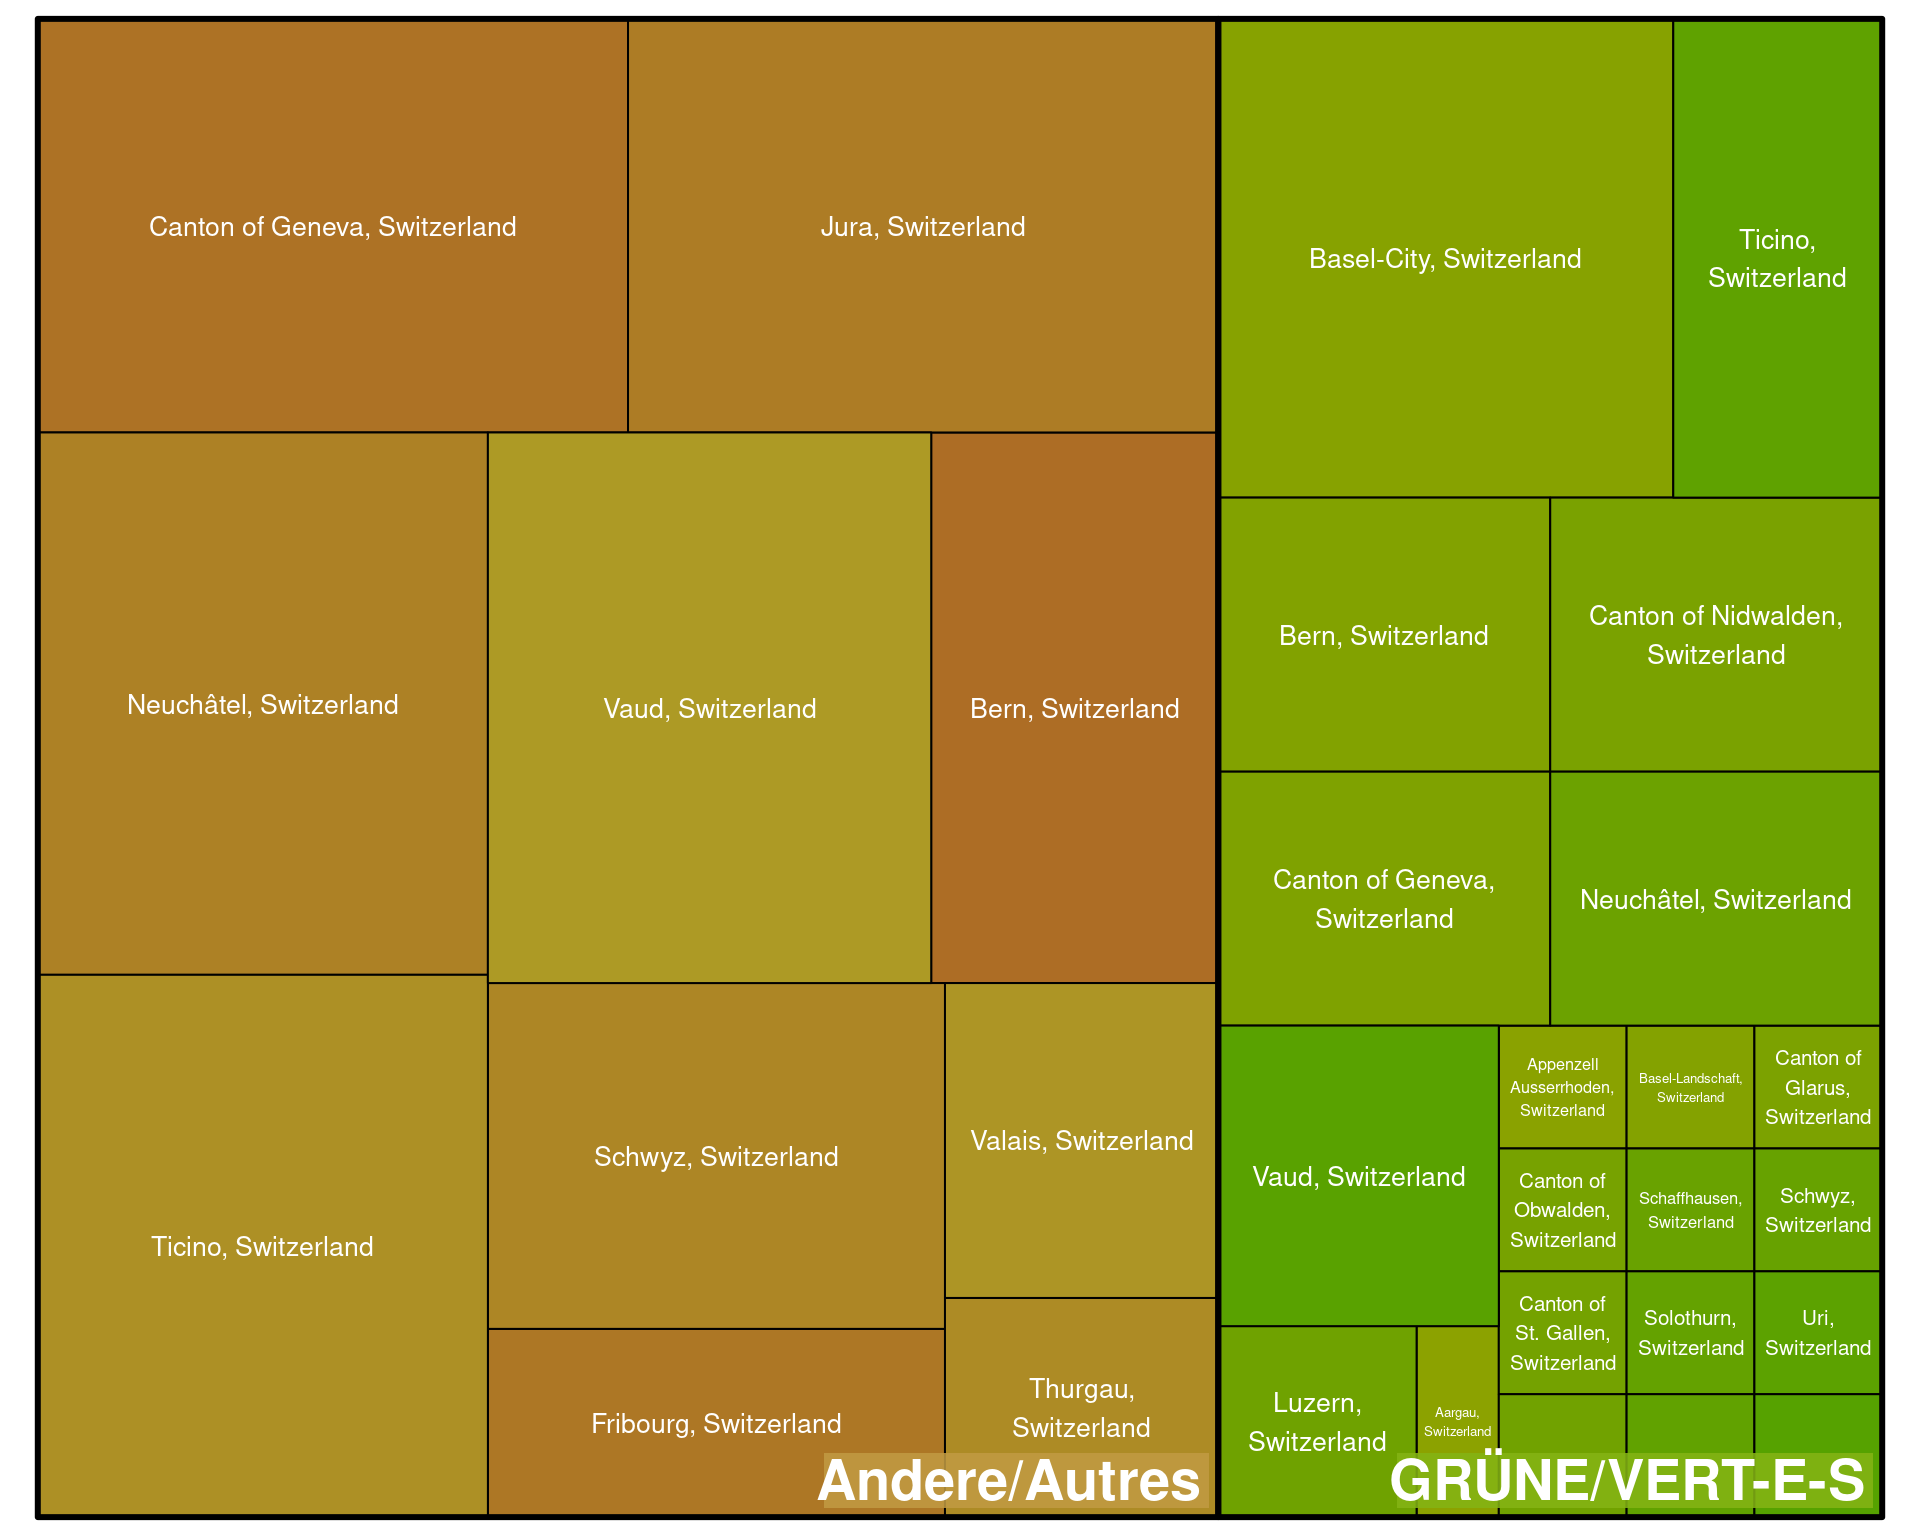 Canton of Geneva, Switzerland
Jura, Switzerland
Neuchâtel, Switzerland
Vaud, Switzerland
Bern, Switzerland
Ticino, Switzerland
Schwyz, Switzerland
Valais, Switzerland
Fribourg, Switzerland
Thurgau,
Switzerland
Andere/Autres
Basel-City, Switzerland
Ticino,
Switzerland
Bern, Switzerland
Canton of Nidwalden,
Switzerland
Canton of Geneva,
Switzerland
Neuchâtel, Switzerland
Vaud, Switzerland
Appenzell
Ausserrhoden,
Switzerland
Basel-Landschaft,
Switzerland
Canton of
Glarus,
Switzerland
Canton of
Obwalden,
Switzerland
Schaffhausen,
Switzerland
Schwyz,
Switzerland
Canton of
St. Gallen,
Switzerland
Solothurn,
Switzerland
Uri,
Switzerland
Luzern,
Switzerland
Aargau,
Switzerland
GRÜNE/VERT-E-S